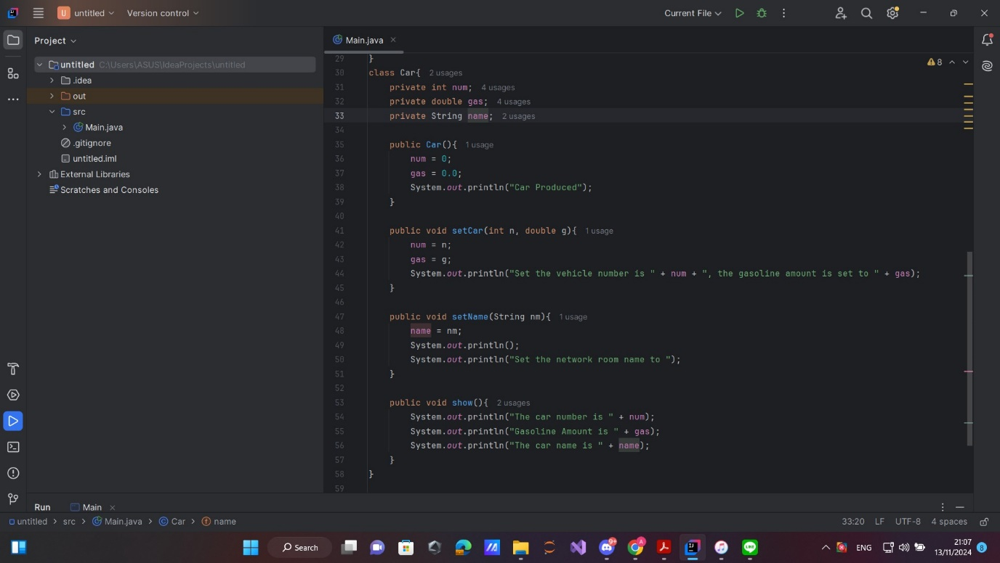 U untitled Version control Current File
Project
Main.java
untitled C:\Users\ASUS\IdeaProjects\untitled
.idea
out
src
Main.java
.gitignore
untitled.iml
External Libraries
Scratches and Consoles
8
29 }
30 class Car{ 2 usages
31 private int num; 4 usages
32 private double gas; 4 usages
33 private String name; 2 usages
34
35 public Car(){ 1 usage
36 num = 0;
37 gas = 0.0;
38 System.out.println("Car Produced");
39 }
40
41 public void setCar(int n, double g){ 1 usage
42 num = n;
43 gas = g;
44 System.out.println("Set the vehicle number is " + num + ", the gasoline amount is set to " + gas);
45 }
46
47 public void setName(String nm){ 1 usage
48 name = nm;
49 System.out.println();
50 System.out.println("Set the network room name to ");
51 }
52
53 public void show(){ 2 usages
54 System.out.println("The car number is " + num);
55 System.out.println("Gasoline Amount is " + gas);
56 System.out.println("The car name is " + name);
57 }
58 }
59
Run Main
untitled > src > Main.java > Car > name 33:20 LF UTF-8 4 spaces
Search ENG 21:07
13/11/2024 8